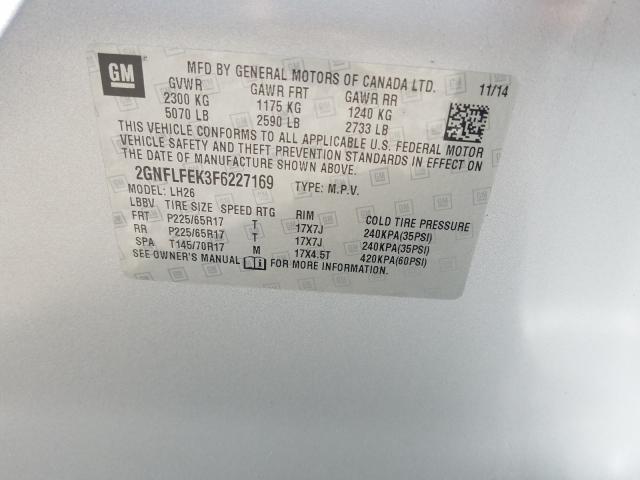 GM
MFD BY GENERAL MOTORS OF CANADA LTD.
11/14
GVWR GAWR FRT GAWR RR
2300 KG 1175 KG 1240 KG
5070 LB 2590 LB 2733 LB
THIS VEHICLE CONFORMS TO ALL APPLICABLE U.S. FEDERAL MOTOR
VEHICLE SAFETY AND THEFT PREVENTION STANDARDS IN EFFECT ON
THE DATE OF MANUFACTURE SHOWN ABOVE.
2GNFLFEK3F6227169 TYPE: M.P.V.
MODEL: LH26
LBBV TIRE SIZE SPEED RTG RIM COLD TIRE PRESSURE
FRT P225/65R17 T 17X7J 240KPA(35PSI)
RR P225/65R17 T 17X7J 240KPA(35PSI)
SPA T145/70R17 M 17X4.5T 420KPA(60PSI)
SEE OWNER'S MANUAL FOR MORE INFORMATION.